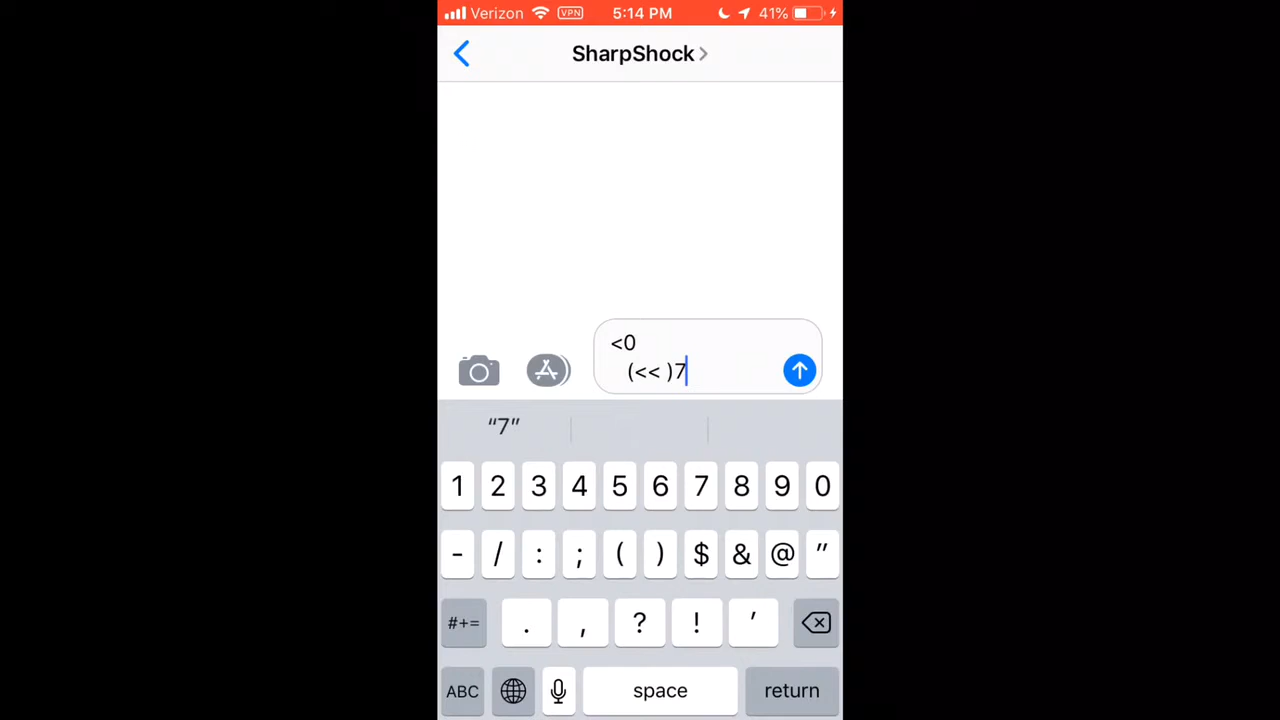 Verizon VPN 5:14 PM 41%
SharpShock
<0
(<< )7
“7”
1 2 3 4 5 6 7 8 9 0
- / : ; ( ) $ & @ ”
#+= . , ? ! ’
ABC space return